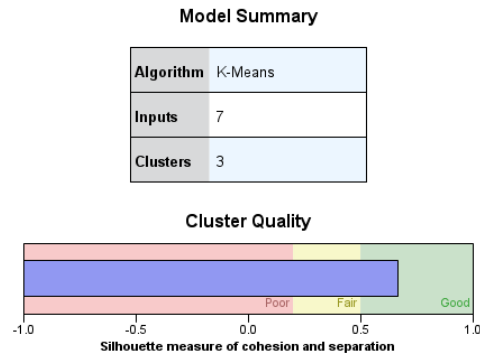 Model Summary
Algorithm K-Means
Inputs 7
Clusters 3
Cluster Quality
Poor Fair Good
-1.0 -0.5 0.0 0.5 1.0
Silhouette measure of cohesion and separation